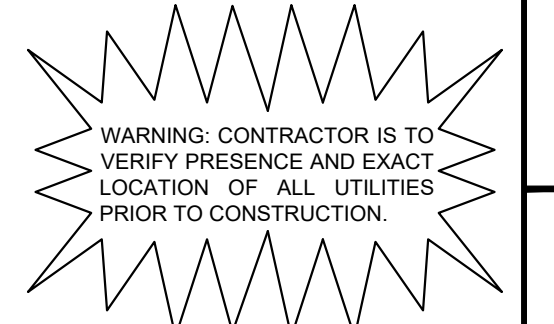 WARNING: CONTRACTOR IS TO
VERIFY PRESENCE AND EXACT
LOCATION OF ALL UTILITIES
PRIOR TO CONSTRUCTION.